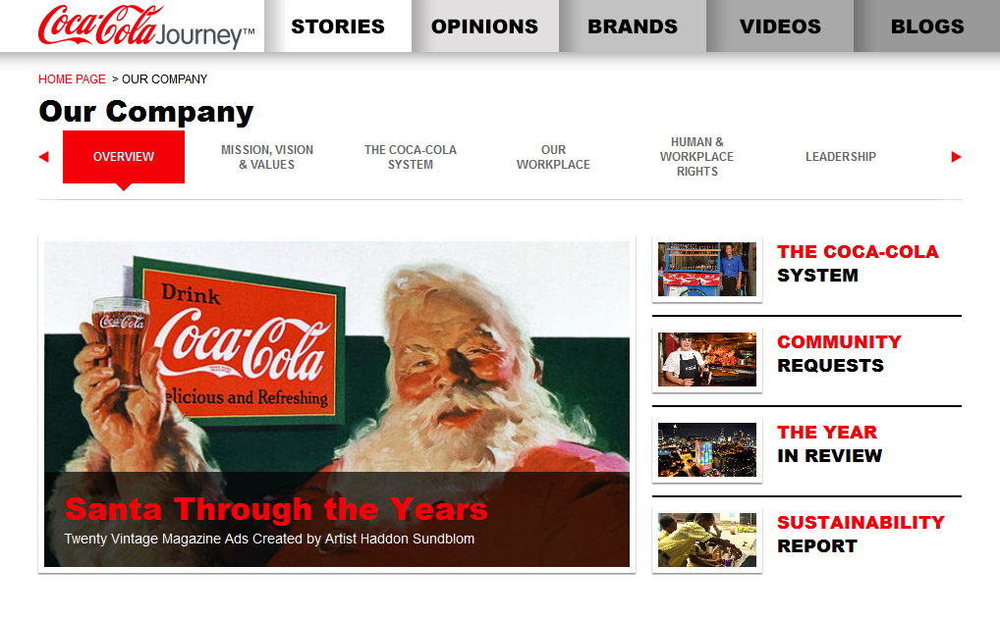 Coca-Cola Journey™
STORIES
OPINIONS
BRANDS
VIDEOS
BLOGS
HOME PAGE > OUR COMPANY
Our Company
OVERVIEW
MISSION, VISION
& VALUES
THE COCA-COLA
SYSTEM
OUR
WORKPLACE
HUMAN &
WORKPLACE
RIGHTS
LEADERSHIP
Drink
Coca-Cola
elicious and Refreshing
Coca-Cola
Santa Through the Years
Twenty Vintage Magazine Ads Created by Artist Haddon Sundblom
THE COCA-COLA
SYSTEM
COMMUNITY
REQUESTS
THE YEAR
IN REVIEW
SUSTAINABILITY
REPORT